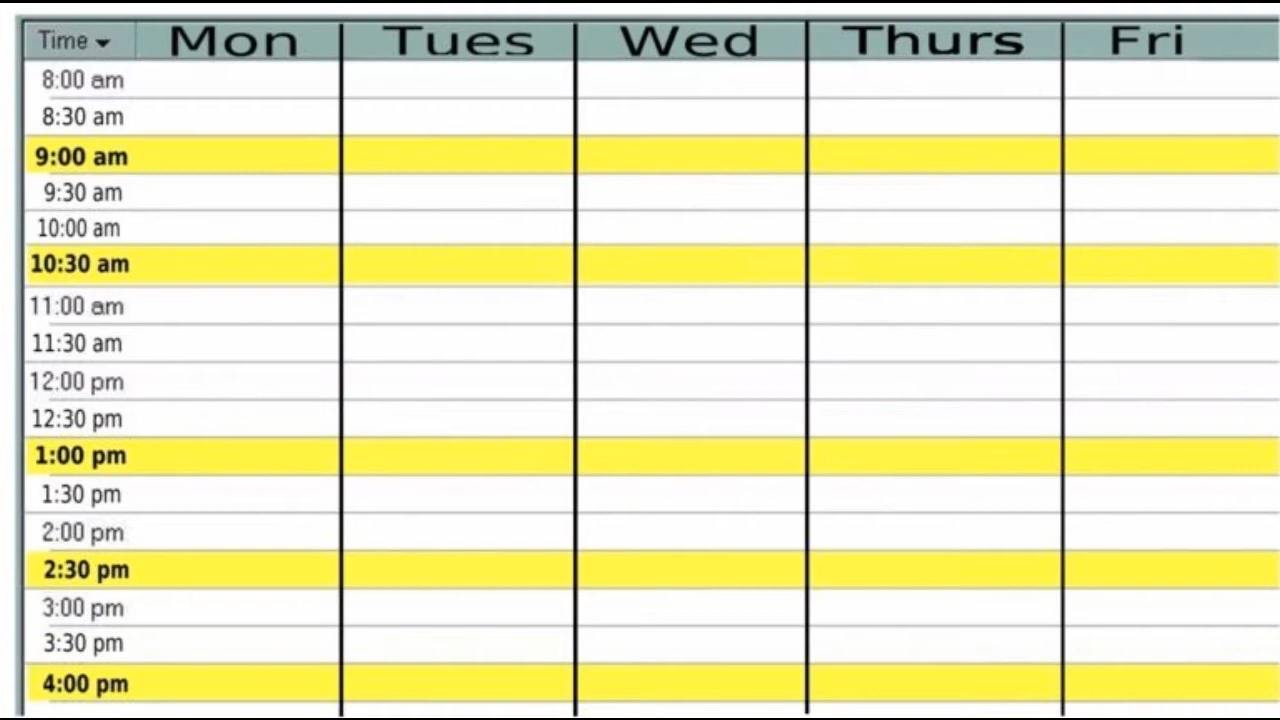 Time Mon Tues Wed Thurs Fri
8:00 am
8:30 am
9:00 am
9:30 am
10:00 am
10:30 am
11:00 am
11:30 am
12:00 pm
12:30 pm
1:00 pm
1:30 pm
2:00 pm
2:30 pm
3:00 pm
3:30 pm
4:00 pm